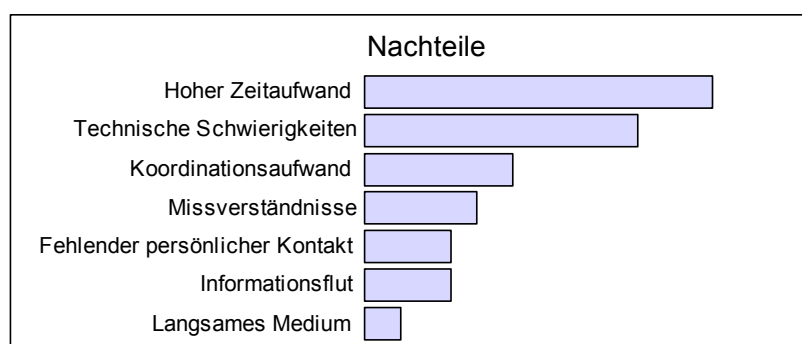 Nachteile
Hoher Zeitaufwand
Technische Schwierigkeiten
Koordinationsaufwand
Missverständnisse
Fehlender persönlicher Kontakt
Informationsflut
Langsames Medium